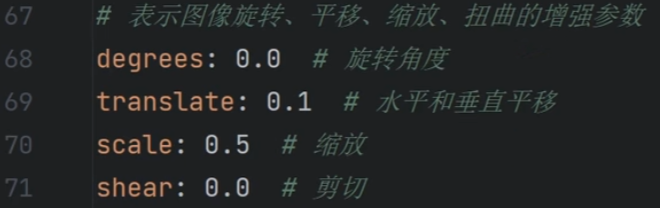 67 # 表示图像旋转、平移、缩放、扭曲的增强参数
68 degrees: 0.0 # 旋转角度
69 translate: 0.1 # 水平和垂直平移
70 scale: 0.5 # 缩放
71 shear: 0.0 # 剪切